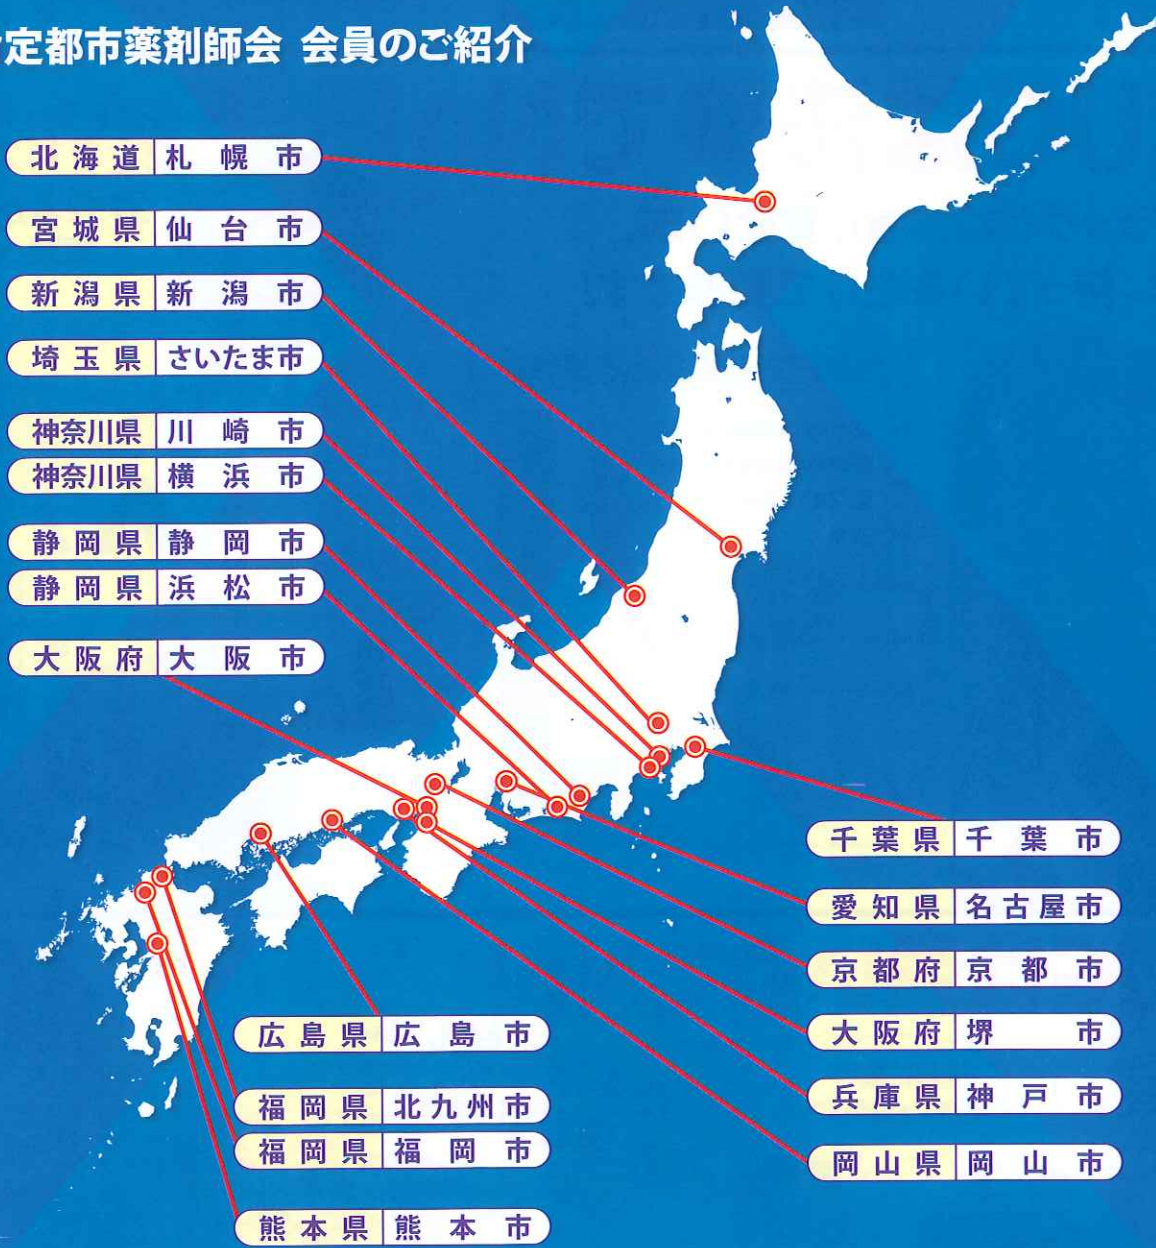 定都市薬剤師会 会員のご紹介
北海道 札幌市
宮城県 仙台市
新潟県 新潟市
埼玉県 さいたま市
神奈川県 川崎市
神奈川県 横浜市
静岡県 静岡市
静岡県 浜松市
大阪府 大阪市
千葉県 千葉市
愛知県 名古屋市
京都府 京都市
大阪府 堺市
兵庫県 神戸市
岡山県 岡山市
広島県 広島市
福岡県 北九州市
福岡県 福岡市
熊本県 熊本市